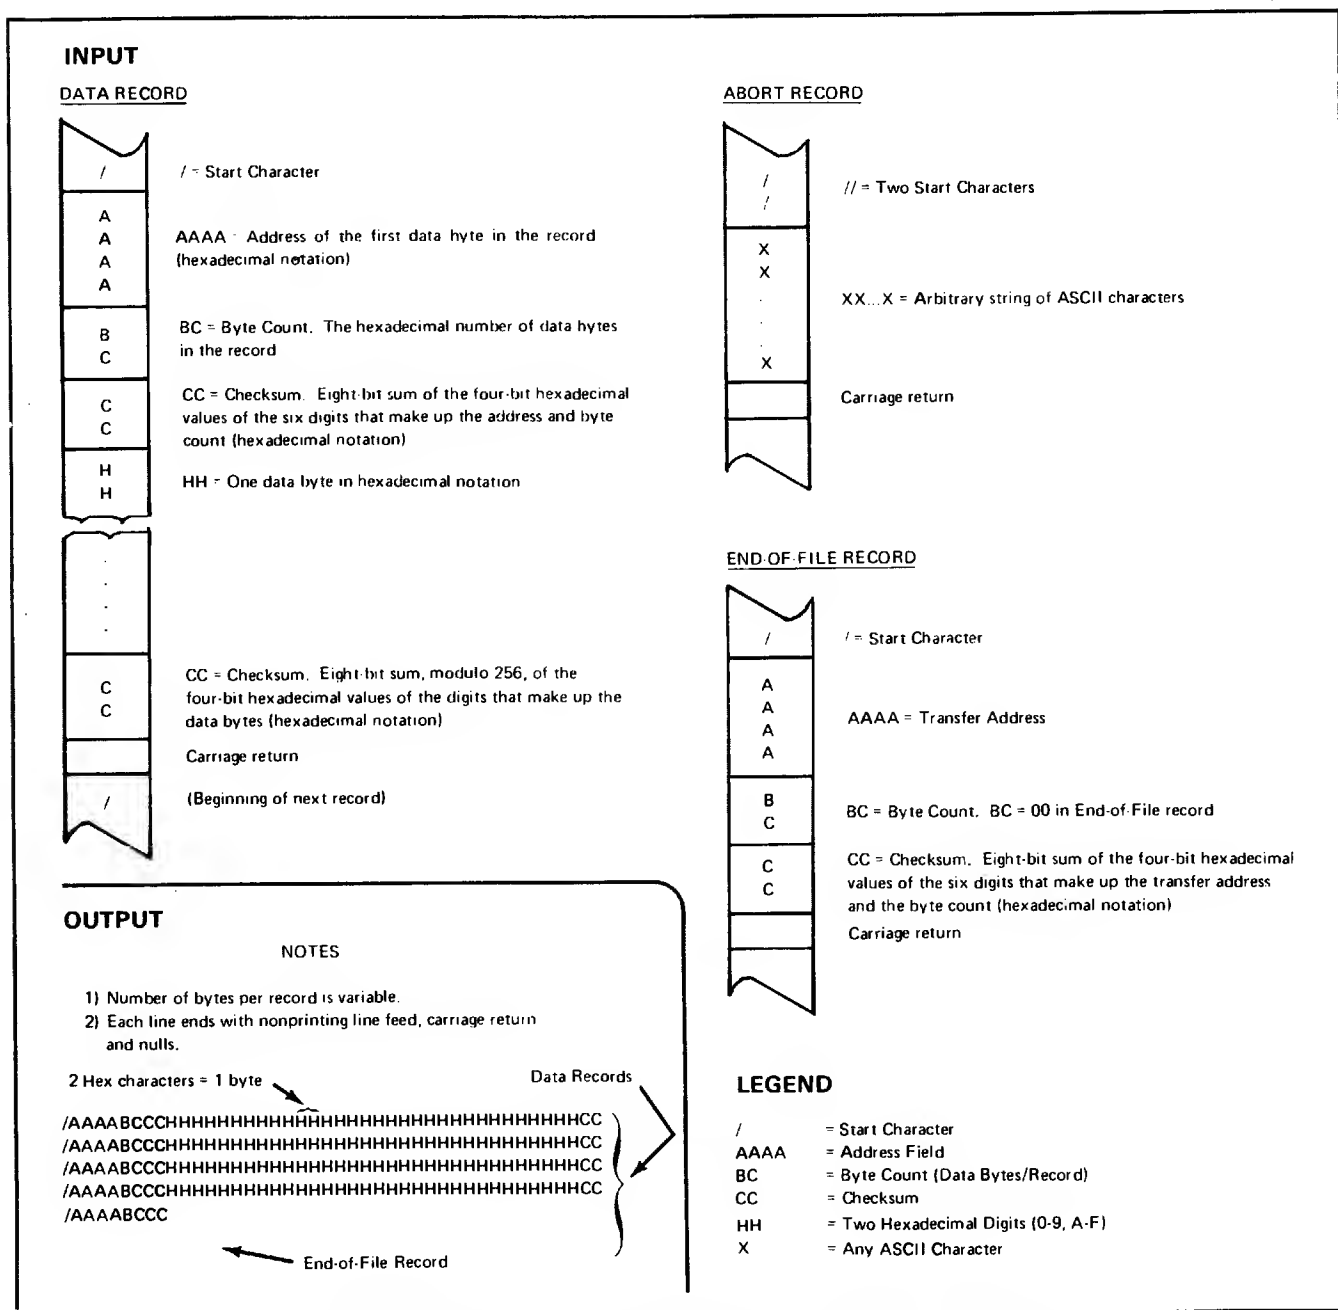 INPUT
DATA RECORD
/
/ = Start Character
A
A
A
A
AAAA - Address of the first data byte in the record
(hexadecimal notation)
B
C
BC = Byte Count. The hexadecimal number of data bytes
in the record
C
C
CC = Checksum. Eight-bit sum of the four-bit hexadecimal
values of the six digits that make up the address and byte
count (hexadecimal notation)
H
H
HH = One data byte in hexadecimal notation
.
.
.
.
C
C
CC = Checksum. Eight-bit sum, modulo 256, of the
four-bit hexadecimal values of the digits that make up the
data bytes (hexadecimal notation)
Carriage return
/
(Beginning of next record)
ABORT RECORD
/
/
// = Two Start Characters
X
X
.
.
.
X
XX...X = Arbitrary string of ASCII characters
Carriage return
END-OF-FILE RECORD
/
/ = Start Character
A
A
A
A
AAAA = Transfer Address
B
C
BC = Byte Count. BC = 00 in End-of-File record
C
C
CC = Checksum. Eight-bit sum of the four-bit hexadecimal
values of the six digits that make up the transfer address
and the byte count (hexadecimal notation)
Carriage return
OUTPUT
NOTES
1) Number of bytes per record is variable.
2) Each line ends with nonprinting line feed, carriage return
and nulls.
2 Hex characters = 1 byte
Data Records
/AAAABCCCHHHHHHHHHHHHHHHHHHHHHHHHHHHHHHHHCC
/AAAABCCCHHHHHHHHHHHHHHHHHHHHHHHHHHHHHHHHCC
/AAAABCCCHHHHHHHHHHHHHHHHHHHHHHHHHHHHHHHHCC
/AAAABCCCHHHHHHHHHHHHHHHHHHHHHHHHHHHHHHHHCC
/AAAABCCC
End-of-File Record
LEGEND
/ = Start Character
AAAA = Address Field
BC = Byte Count (Data Bytes/Record)
CC = Checksum
HH = Two Hexadecimal Digits (0-9, A-F)
X = Any ASCII Character